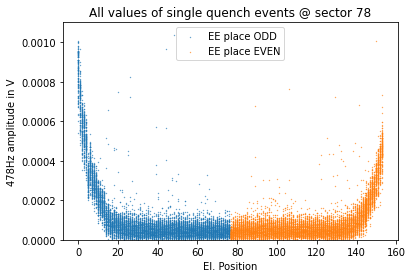 All values of single quench events @ sector 78
EE place ODD
EE place EVEN
478Hz amplitude in V
0.0010
0.0008
0.0006
0.0004
0.0002
0.0000
0 20 40 60 80 100 120 140 160
El. Position